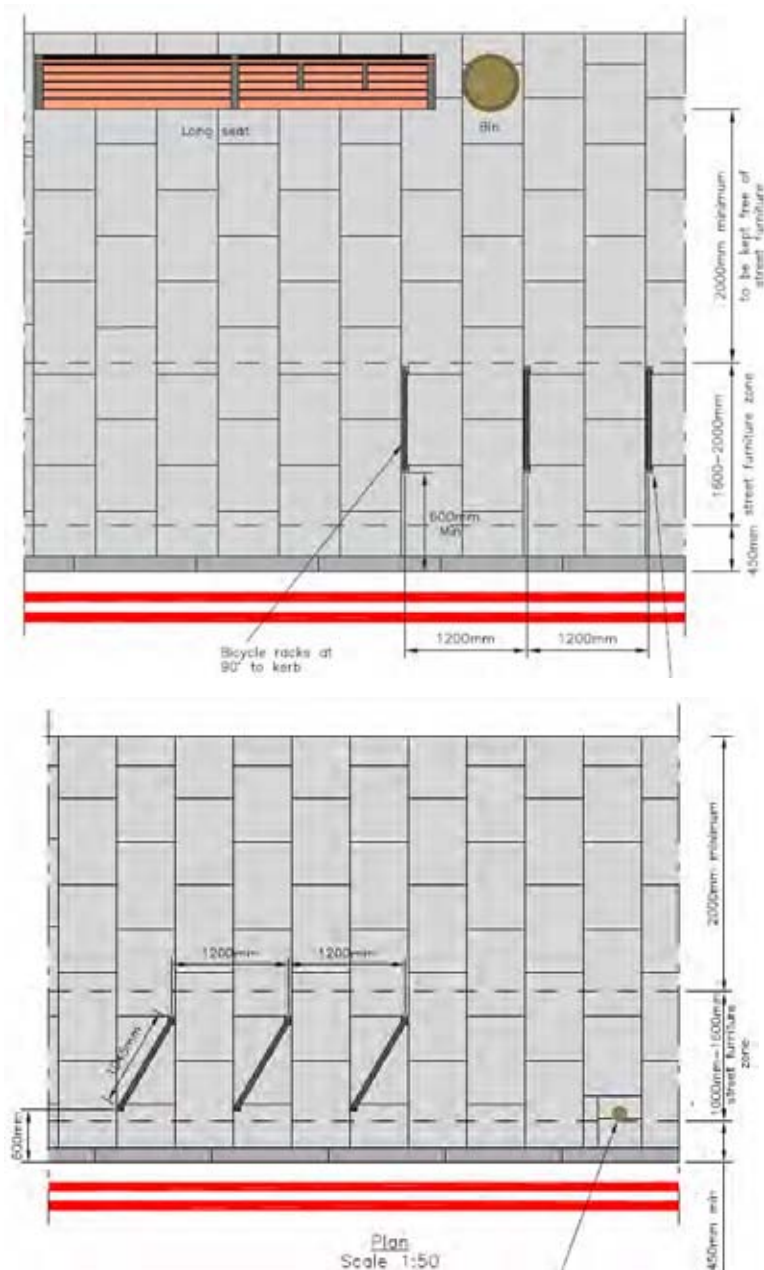 Long seat
Bin
2000mm minimum
to be kept free of
street furniture
1600-2000mm
street furniture zone
450mm
600mm
Min
1200mm
1200mm
Bicycle racks at
90° to kerb
1200mm
1200mm
600mm
2000mm minimum
1000mm-1600mm
street furniture
zone
450mm min
Plan
Scale 1:50